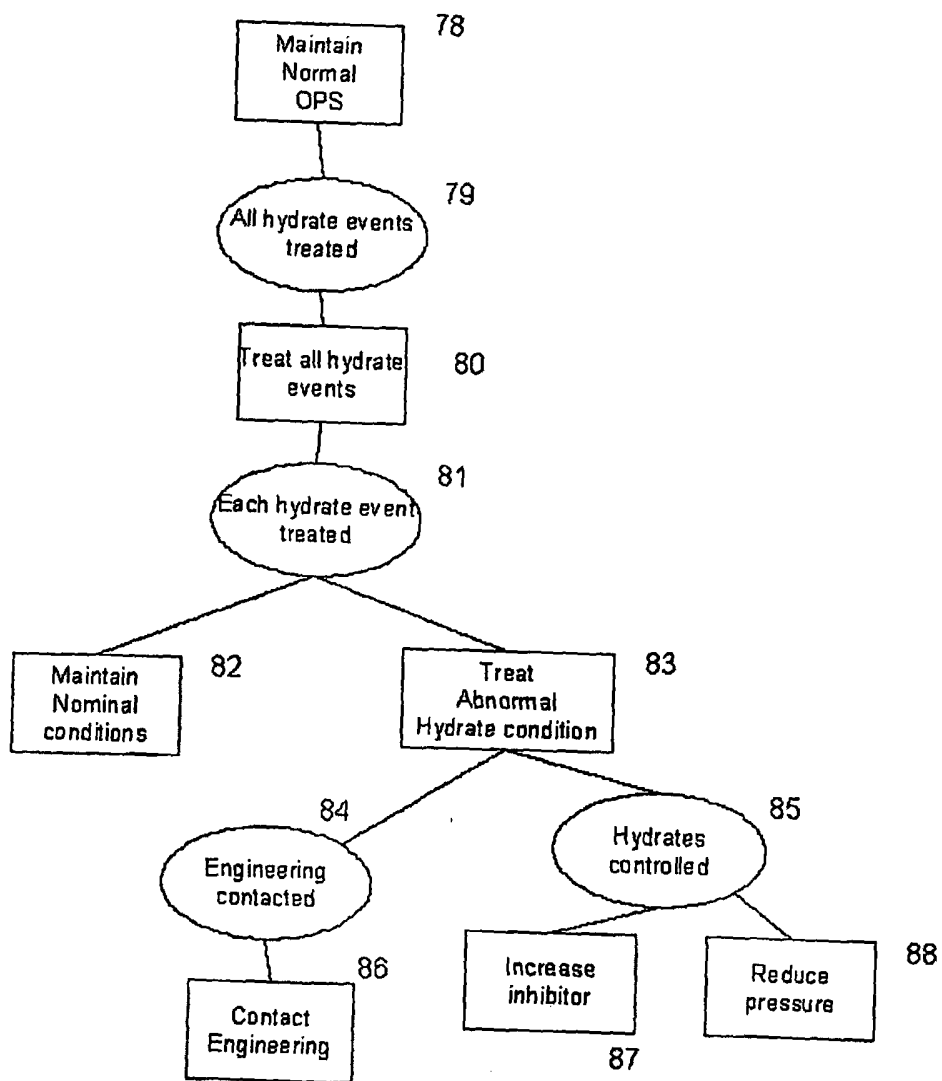 78
Maintain
Normal
OPS
79
All hydrate events
treated
80
Treat all hydrate
events
81
Each hydrate event
treated
82
Maintain
Nominal
conditions
83
Treat
Abnormal
Hydrate condition
84
Engineering
contacted
85
Hydrates
controlled
86
Contact
Engineering
Increase
inhibitor
87
88
Reduce
pressure